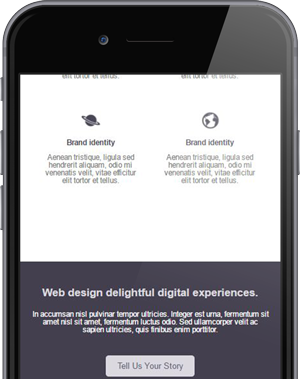 elit tortor et tellus.
elit tortor et tellus.
Brand identity
Aenean tristique, ligula sed
hendrerit aliquam, odio mi
venenatis velit, vitae efficitur
elit tortor et tellus.
Brand identity
Aenean tristique, ligula sed
hendrerit aliquam, odio mi
venenatis velit, vitae efficitur
elit tortor et tellus.
Web design delightful digital experiences.
In accumsan nisl pulvinar tempor ultricies. Integer est urna, fermentum sit
amet nisl sit amet, fermentum luctus odio. Sed ullamcorper velit ac
sapien ultricies, quis finibus enim porttitor.
Tell Us Your Story